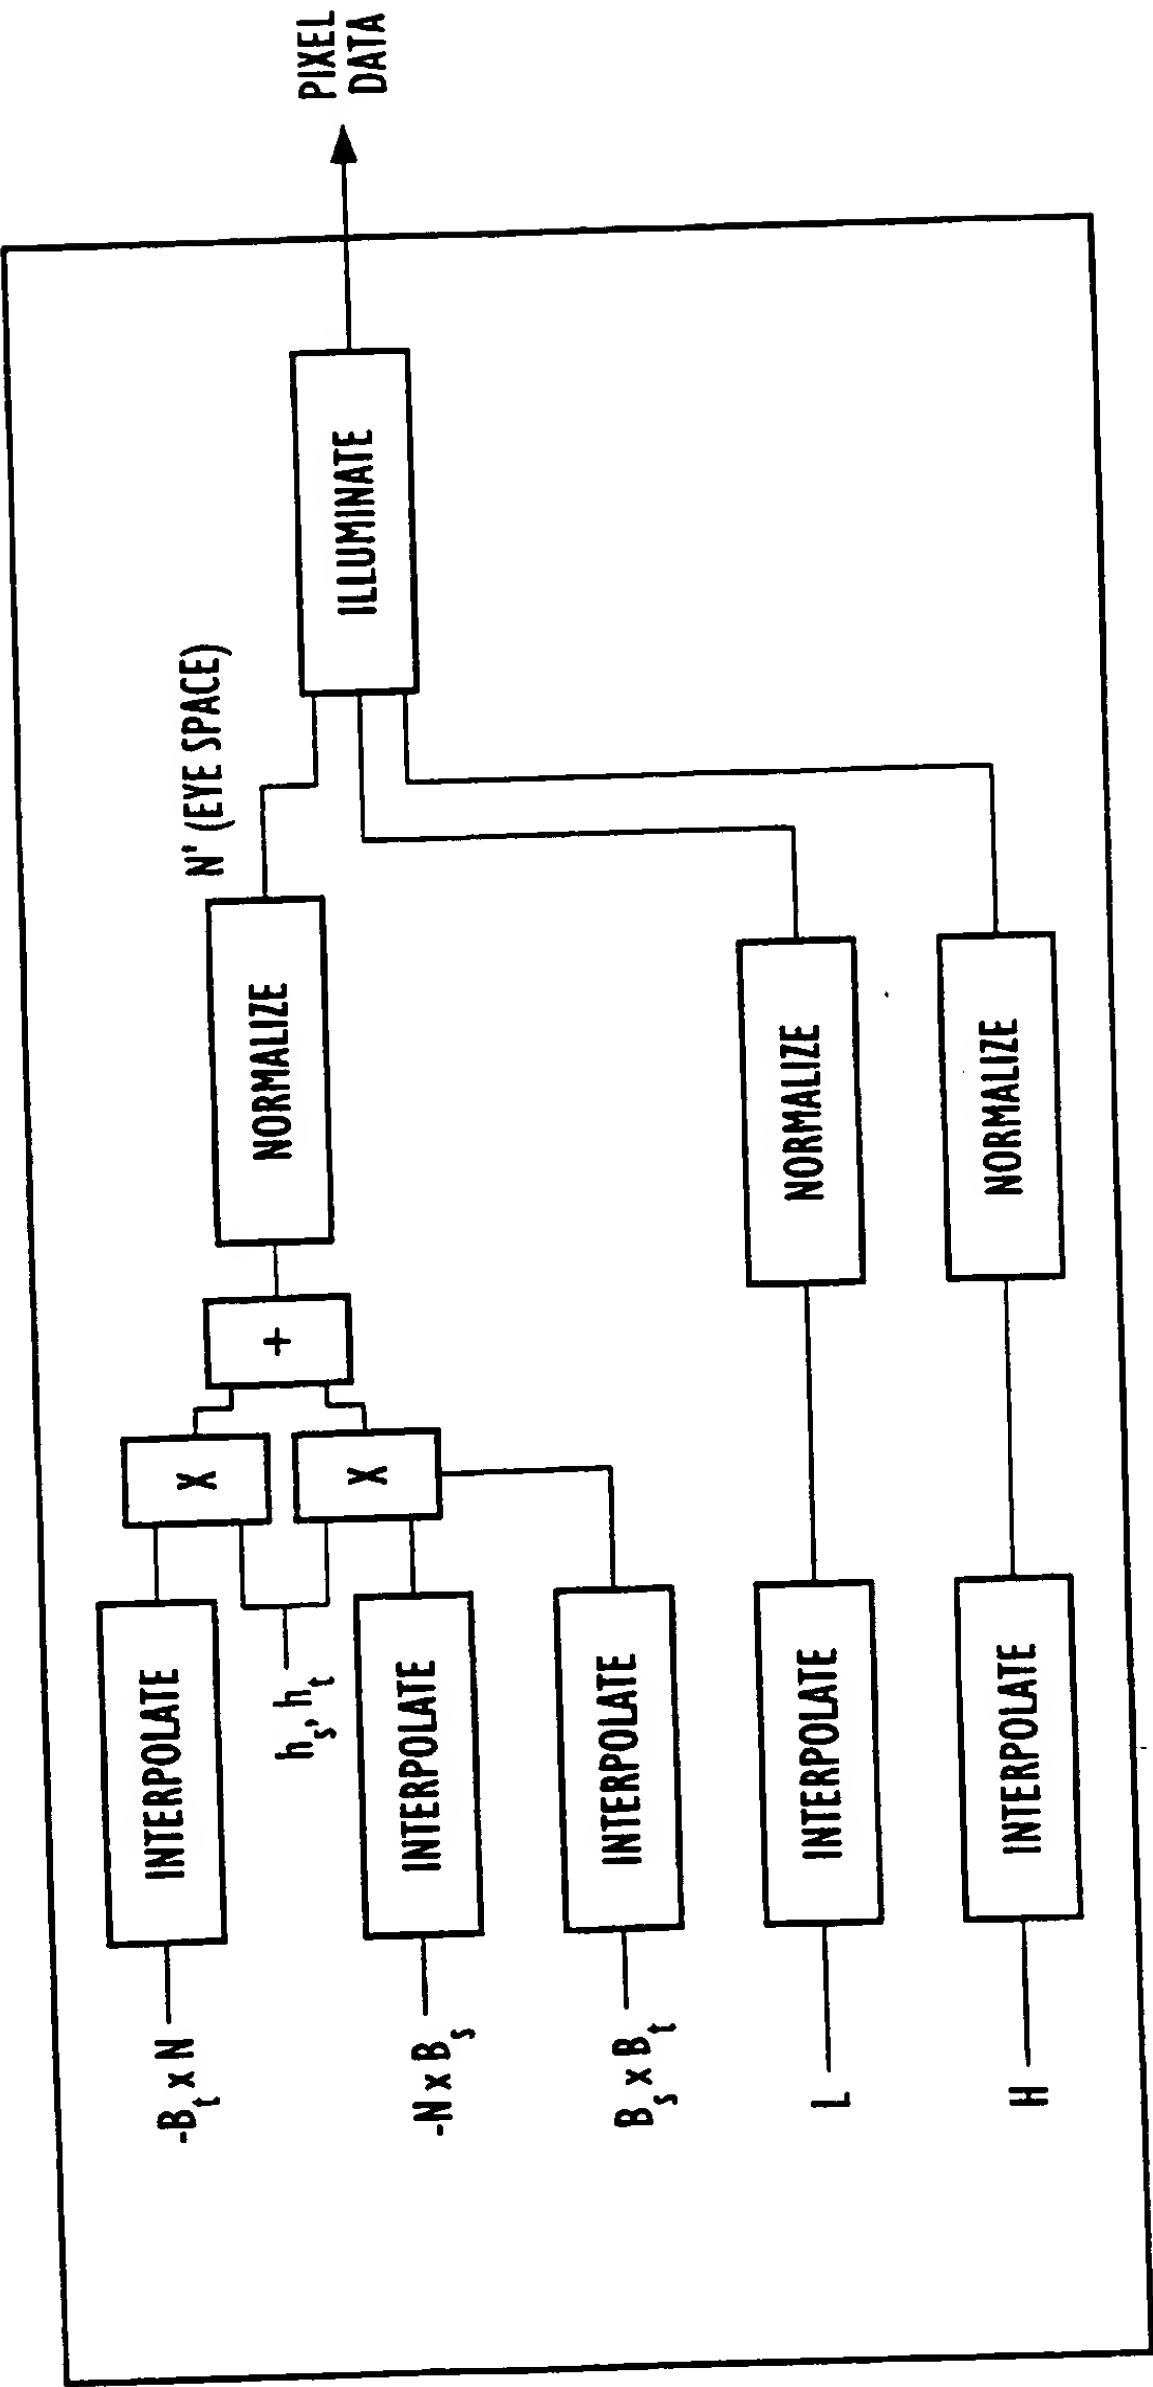 -B_t x N
INTERPOLATE
X
h_s, h_t
-N x B_s
INTERPOLATE
X
+
NORMALIZE
N' (EYE SPACE)
B_s x B_t
INTERPOLATE
L
INTERPOLATE
NORMALIZE
H
INTERPOLATE
NORMALIZE
ILLUMINATE
PIXEL
DATA